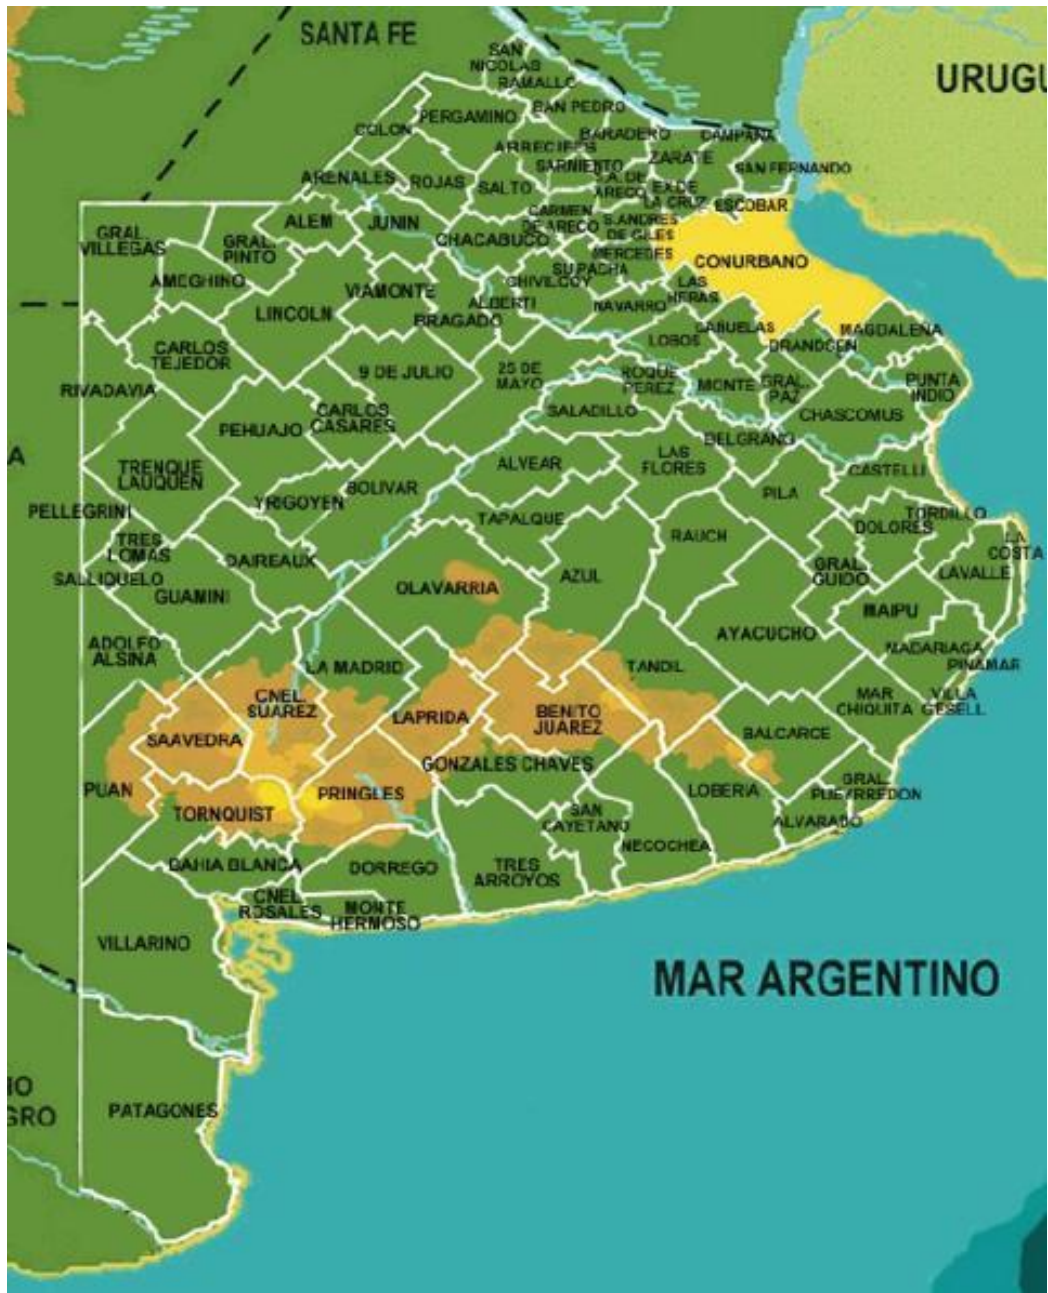 SANTA FE
SAN
NICOLAS
RAMALLO
URUGU
SAN PEDRO
PERGAMINO
COLON
BARADERO
CAMPANA
ARRECIFES
SARMIENTO
ZARATE
SAN FERNANDO
ARENALES
ROJAS
SALTO
S.A. DE
ARECO
EX.DE
LA CRUZ
ESCOBAR
ALEM
JUNIN
CARMEN
DE ARECO
S.ANDRES
DE GILES
GRAL.
VILLEGAS
GRAL.
PINTO
CHACABUCO
MERCEDES
CONURBANO
SUIPACHA
AMEGHINO
CHIVILCOY
LAS
HERAS
VIAMONTE
ALBERTI
NAVARRO
LINCOLN
BRAGADO
CAÑUELAS
MAGDALENA
LOBOS
BRANDSEN
CARLOS
TEJEDOR
9 DE JULIO
25 DE
MAYO
ROQUE
PEREZ
MONTE
GRAL.
PAZ
PUNTA
INDIO
RIVADAVIA
CARLOS
CASARES
SALADILLO
CHASCOMUS
PEHUAJO
BELGRANO
A
TRENQUE
LAUQUEN
ALVEAR
LAS
FLORES
CASTELLI
BOLIVAR
PILA
YRIGOYEN
PELLEGRINI
TAPALQUE
TORDILLO
DOLORES
RAUCH
LA
COSTA
TRES
LOMAS
DAIREAUX
SALLIQUELO
GRAL.
GUIDO
LAVALLE
AZUL
OLAVARRIA
GUAMINI
MAIPU
AYACUCHO
ADOLFO
ALSINA
MADARIAGA
PINAMAR
LA MADRID
TANDIL
CNEL.
SUAREZ
MAR
CHIQUITA
VILLA
GESELL
LAPRIDA
BENITO
JUAREZ
SAAVEDRA
BALCARCE
GONZALES CHAVES
PUAN
PRINGLES
LOBERIA
GRAL.
PUEYRREDON
TORNQUIST
SAN
CAYETANO
ALVARADO
NECOCHEA
BAHIA BLANCA
DORREGO
TRES
ARROYOS
CNEL.
ROSALES
MONTE
HERMOSO
VILLARINO
MAR ARGENTINO
IO
GRO
PATAGONES